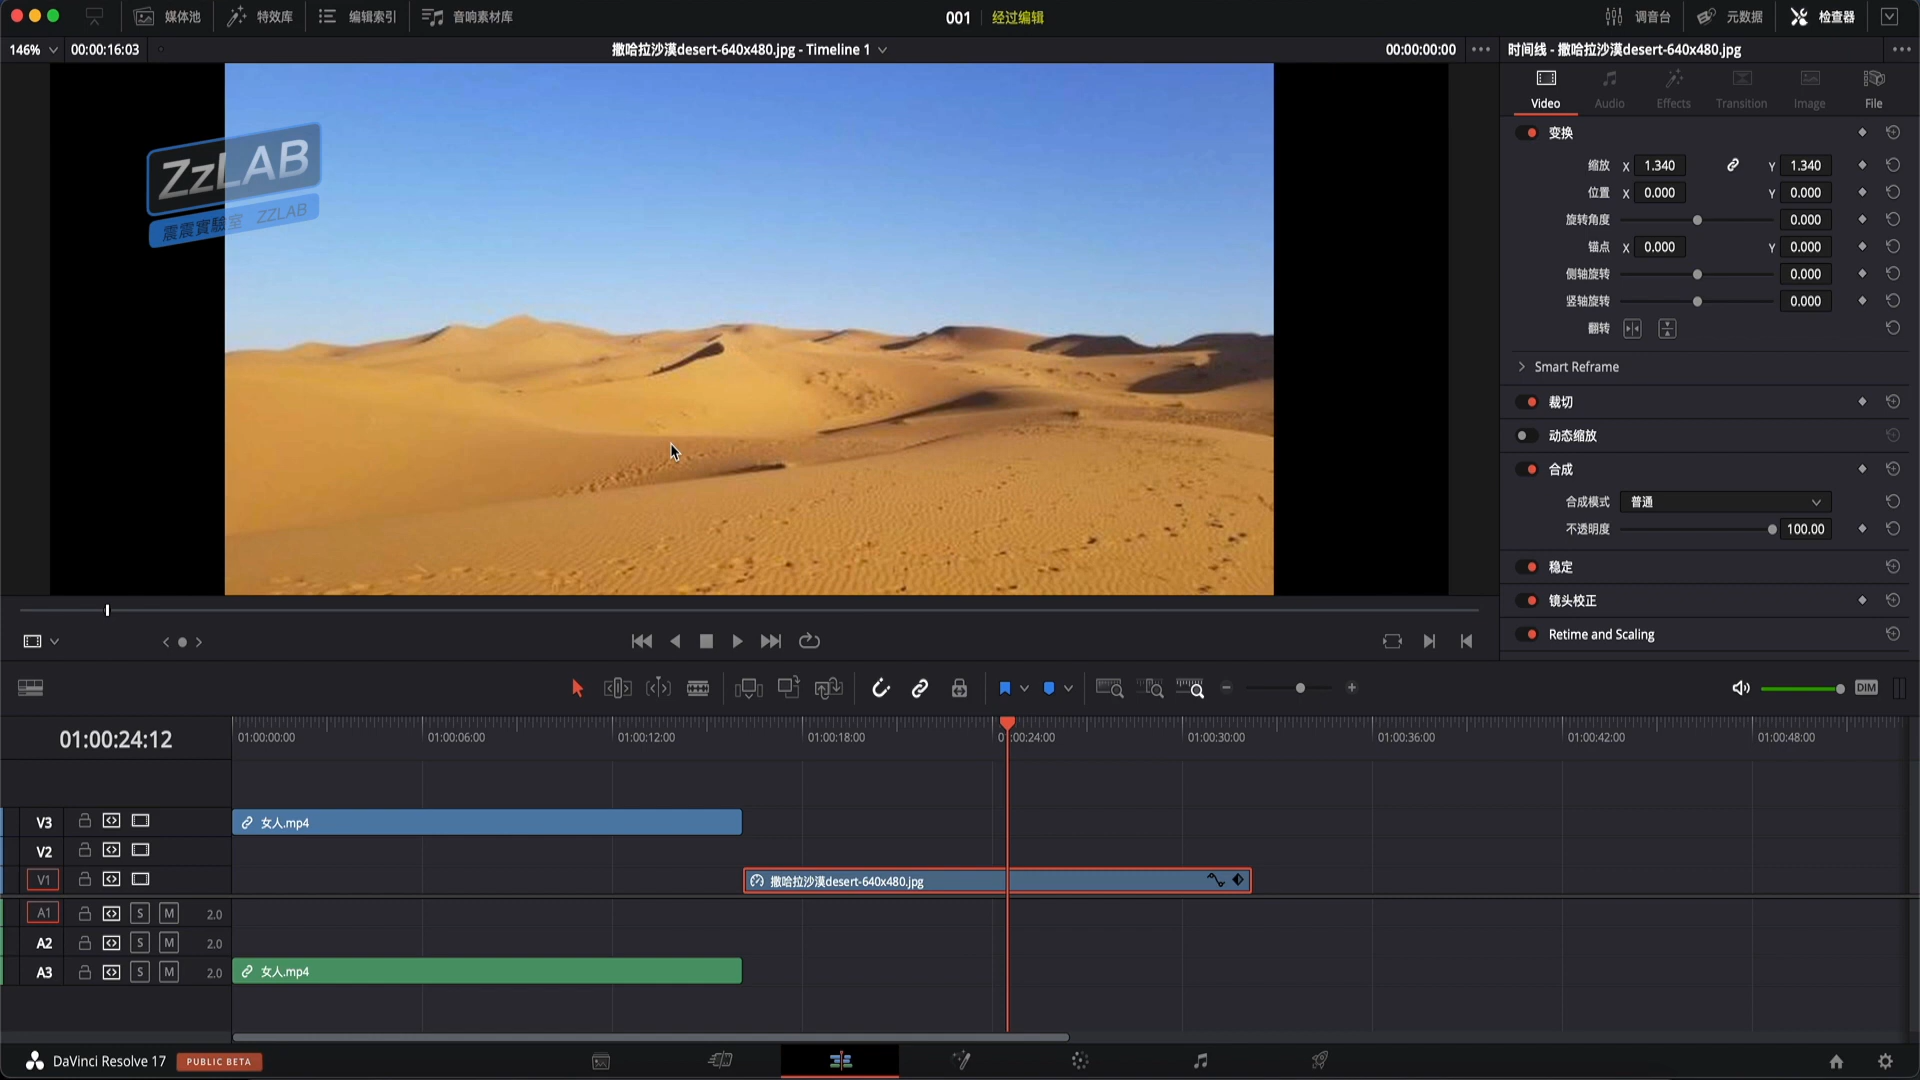 媒体池
特效库
编辑索引
音响素材库
001
经过编辑
调音台
元数据
检查器
146%
00:00:16:03
撒哈拉沙漠desert-640x480.jpg - Timeline 1
00:00:00:00
时间线 - 撒哈拉沙漠desert-640x480.jpg
Video
Audio
Effects
Transition
Image
File
ZzLAB
震震實驗室 ZZLAB
变换
缩放 X 1.340 Y 1.340
位置 X 0.000 Y 0.000
旋转角度 0.000
锚点 X 0.000 Y 0.000
侧轴旋转 0.000
竖轴旋转 0.000
翻转
Smart Reframe
裁切
动态缩放
合成
合成模式 普通
不透明度 100.00
稳定
镜头校正
Retime and Scaling
DIM
01:00:24:12
01:00:00:00
01:00:06:00
01:00:12:00
01:00:18:00
01:00:24:00
01:00:30:00
01:00:36:00
01:00:42:00
01:00:48:00
V3
女人.mp4
V2
V1
撒哈拉沙漠desert-640x480.jpg
A1 S M 2.0
A2 S M 2.0
A3 S M 2.0
女人.mp4
DaVinci Resolve 17
PUBLIC BETA